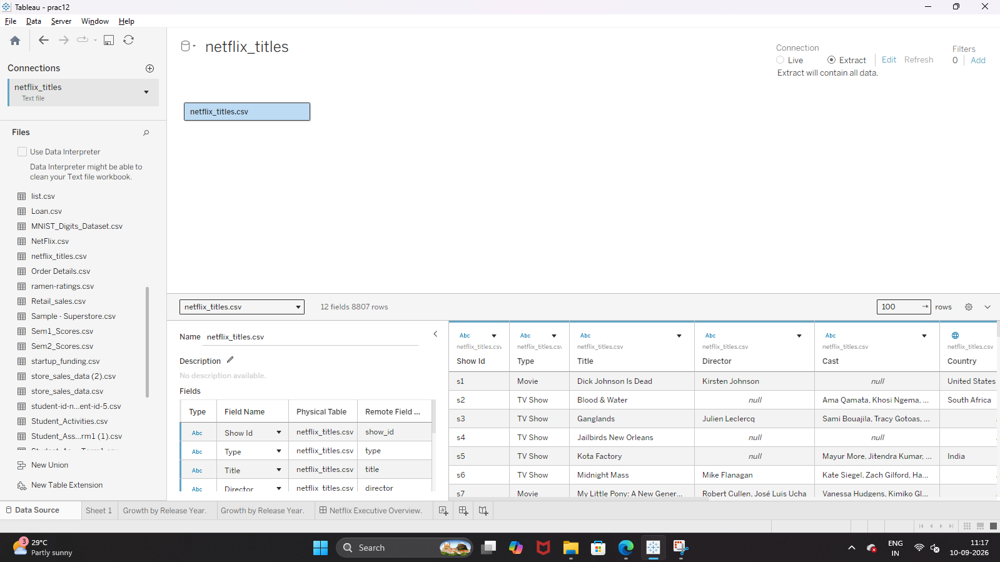 Tableau - prac12
File Data Server Window Help
Connections
netflix_titles
Text file
Files
Use Data Interpreter
Data Interpreter might be able to
clean your Text file workbook.
list.csv
Loan.csv
MNIST_Digits_Dataset.csv
NetFlix.csv
netflix_titles.csv
Order Details.csv
ramen-ratings.csv
Retail_sales.csv
Sample - Superstore.csv
Sem1_Scores.csv
Sem2_Scores.csv
startup_funding.csv
store_sales_data (2).csv
store_sales_data.csv
student-id-n...ent-id-5.csv
Student_Activities.csv
Student_Ass...rm1 (1).csv
New Union
New Table Extension
netflix_titles
Connection
Live Extract Edit Refresh
Extract will contain all data.
Filters
0 Add
netflix_titles.csv
netflix_titles.csv 12 fields 8807 rows 100 rows
Name netflix_titles.csv
Description
No description available.
Fields
Type Field Name Physical Table Remote Field ...
Abc Show Id netflix_titles.csv show_id
Abc Type netflix_titles.csv type
Abc Title netflix_titles.csv title
Abc Director netflix_titles.csv director
Abc Abc Abc Abc Abc
netflix_titles.csv netflix_titles.csv netflix_titles.csv netflix_titles.csv netflix_titles.csv netflix_titles.csv
Show Id Type Title Director Cast Country
s1 Movie Dick Johnson Is Dead Kirsten Johnson null United States
s2 TV Show Blood & Water null Ama Qamata, Khosi Ngema, ... South Africa
s3 TV Show Ganglands Julien Leclercq Sami Bouajila, Tracy Gotoas, ...
s4 TV Show Jailbirds New Orleans null null
s5 TV Show Kota Factory null Mayur More, Jitendra Kumar, ... India
s6 TV Show Midnight Mass Mike Flanagan Kate Siegel, Zach Gilford, Ha...
s7 Movie My Little Pony: A New Gener... Robert Cullen, José Luis Ucha Vanessa Hudgens, Kimiko Gl...
Data Source Sheet 1 Growth by Release Year. Growth by Release Year. Netflix Executive Overview.
3
29°C
Partly sunny
Search
ENG
IN
11:17
10-09-2026